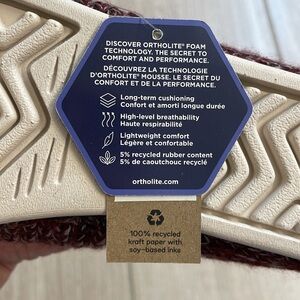 DISCOVER ORTHOLITE® FOAM
TECHNOLOGY. THE SECRET TO
COMFORT AND PERFORMANCE.
DÉCOUVREZ LA TECHNOLOGIE
D'ORTHOLITE® MOUSSE. LE SECRET DU
CONFORT ET DE LA PERFORMANCE.
Long-term cushioning
Confort et amorti longue durée
High-level breathability
Haute respirabilité
Lightweight comfort
Légère et confortable
5% recycled rubber content
5% de caoutchouc recyclé
ortholite.com
100% recycled
kraft paper with
soy-based inks